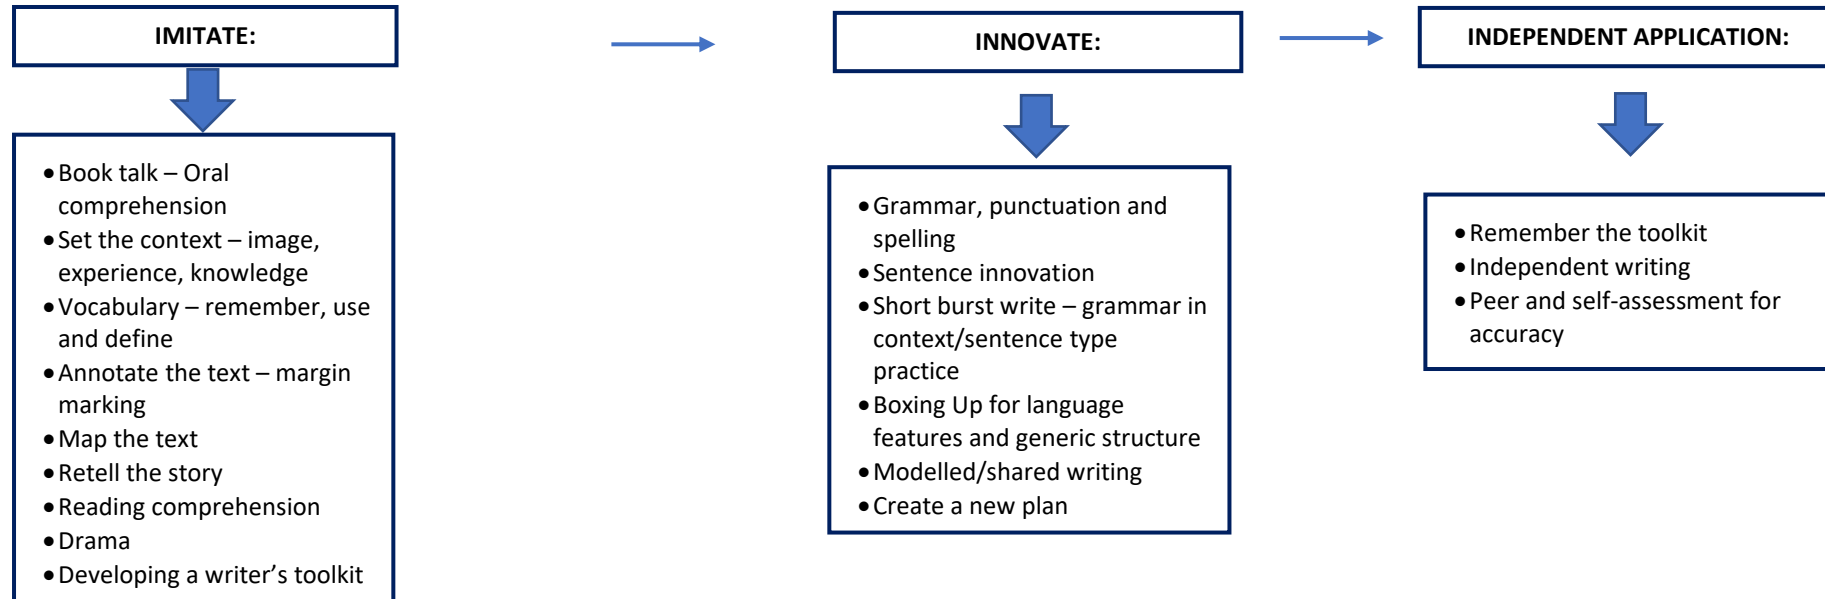 IMITATE:
• Book talk – Oral
comprehension
• Set the context – image,
experience, knowledge
• Vocabulary – remember, use
and define
• Annotate the text – margin
marking
• Map the text
• Retell the story
• Reading comprehension
• Drama
• Developing a writer’s toolkit
INNOVATE:
• Grammar, punctuation and
spelling
• Sentence innovation
• Short burst write – grammar in
context/sentence type
practice
• Boxing Up for language
features and generic structure
• Modelled/shared writing
• Create a new plan
INDEPENDENT APPLICATION:
• Remember the toolkit
• Independent writing
• Peer and self-assessment for
accuracy